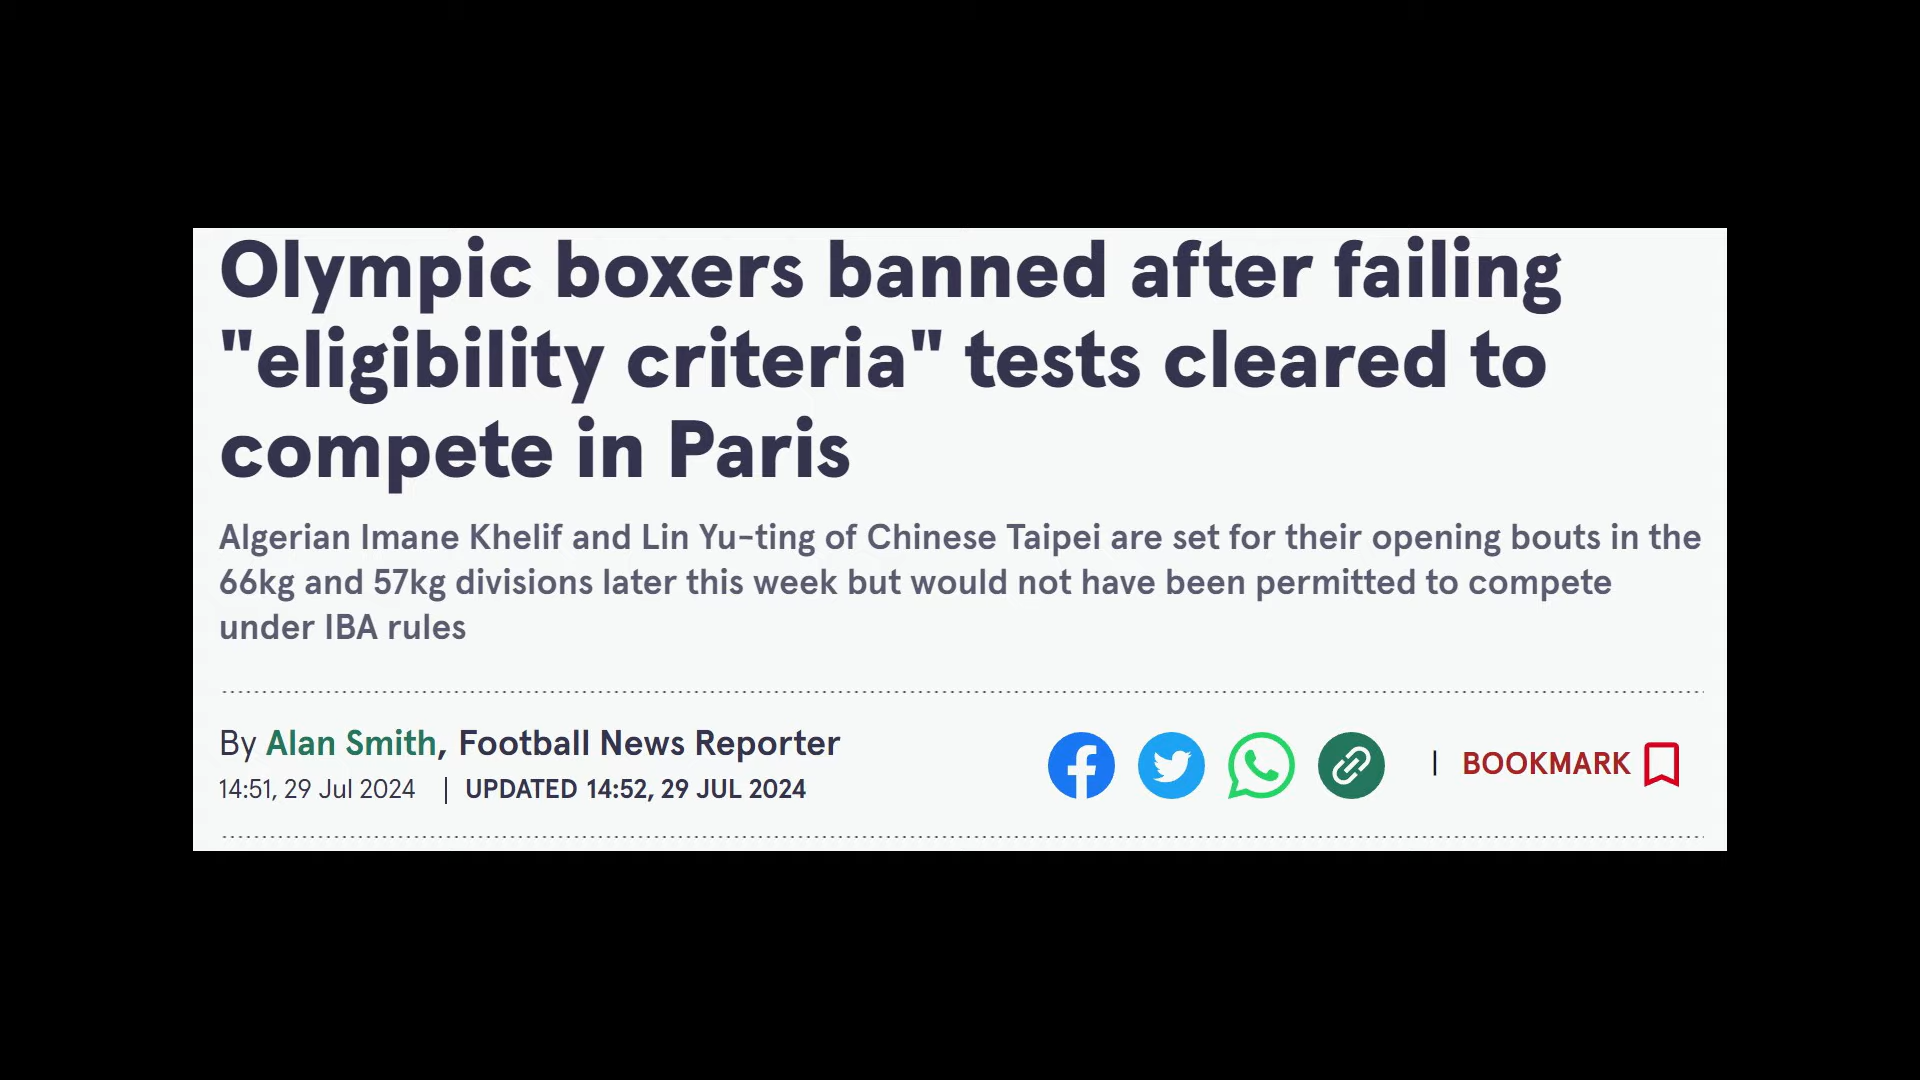 Olympic boxers banned after failing
"eligibility criteria" tests cleared to
compete in Paris
Algerian Imane Khelif and Lin Yu-ting of Chinese Taipei are set for their opening bouts in the
66kg and 57kg divisions later this week but would not have been permitted to compete
under IBA rules
By Alan Smith, Football News Reporter
14:51, 29 Jul 2024 | UPDATED 14:52, 29 JUL 2024
| BOOKMARK